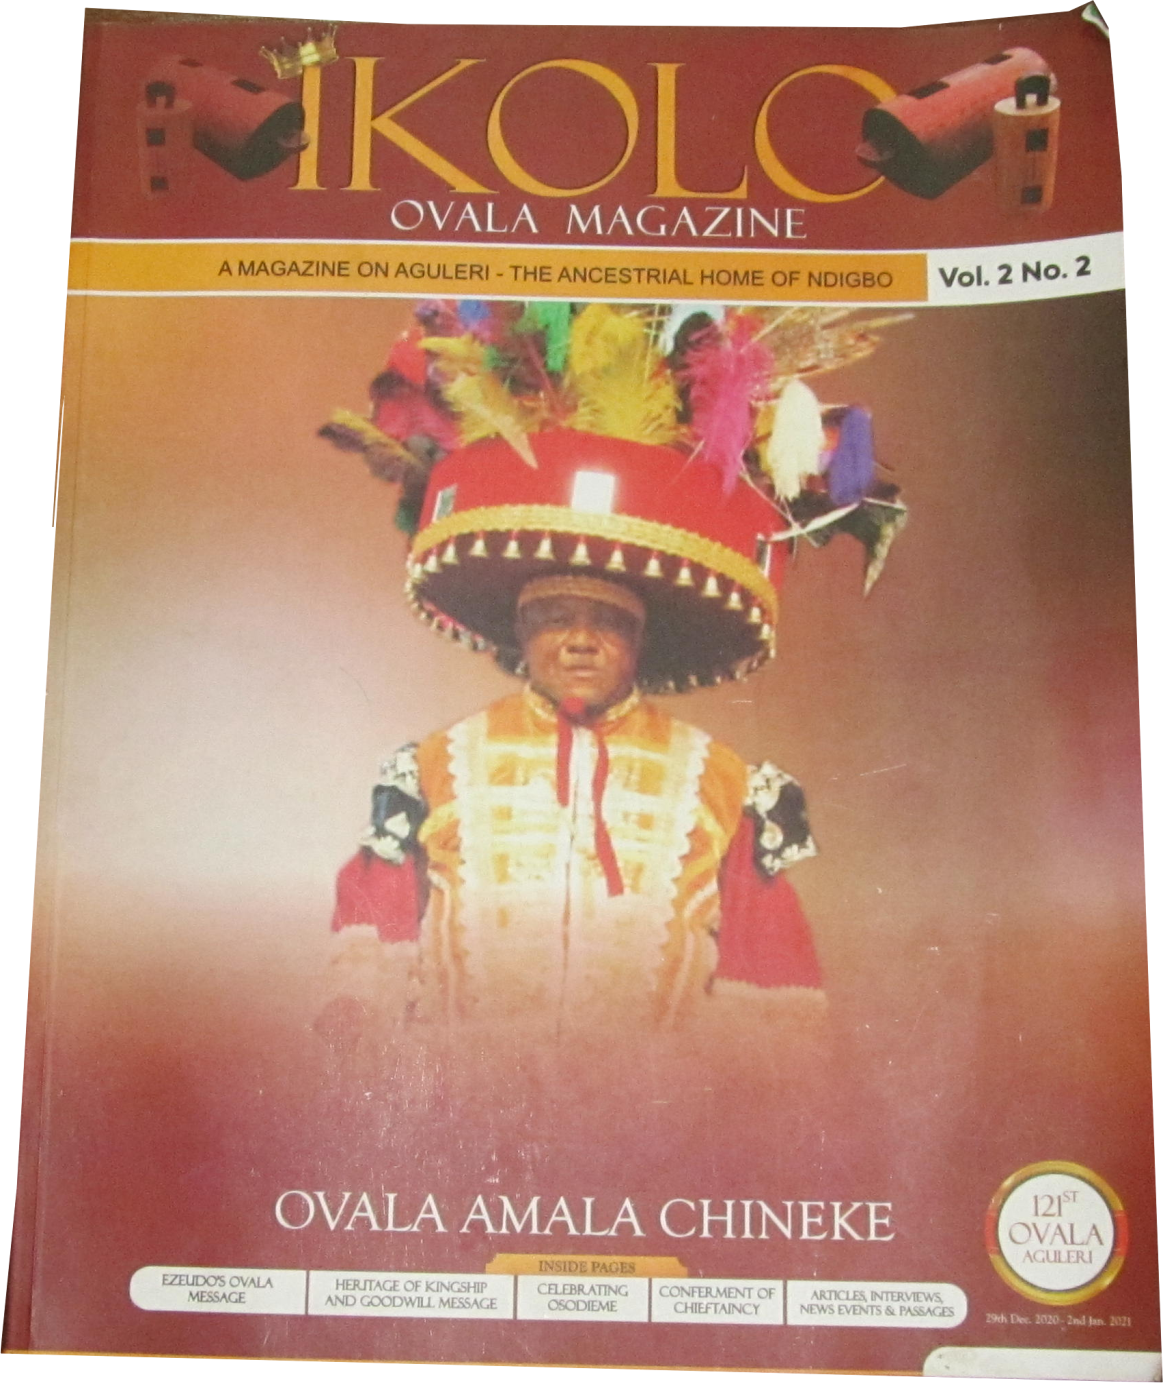 IKOLO
OVALA MAGAZINE
A MAGAZINE ON AGULERI - THE ANCESTRIAL HOME OF NDIGBO
Vol. 2 No. 2
OVALA AMALA CHINEKE
121ST
OVALA
AGULERI
29th Dec. 2020 - 2nd Jan. 2021
INSIDE PAGES
EZEUDO'S OVALA
MESSAGE
HERITAGE OF KINGSHIP
AND GOODWILL MESSAGE
CELEBRATING
OSODIEME
CONFERMENT OF
CHIEFTAINCY
ARTICLES, INTERVIEWS,
NEWS EVENTS & PASSAGES